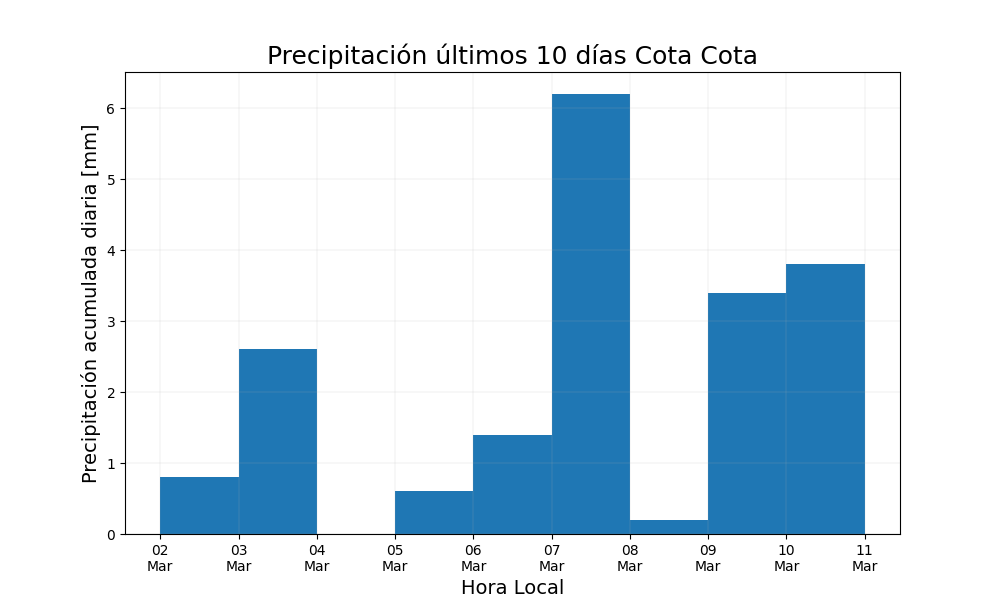 Precipitación últimos 10 días Cota Cota
Precipitación acumulada diaria [mm]
6
5
4
3
2
1
0
02 03 04 05 06 07 08 09 10 11
Mar Mar Mar Mar Mar Mar Mar Mar Mar Mar
Hora Local